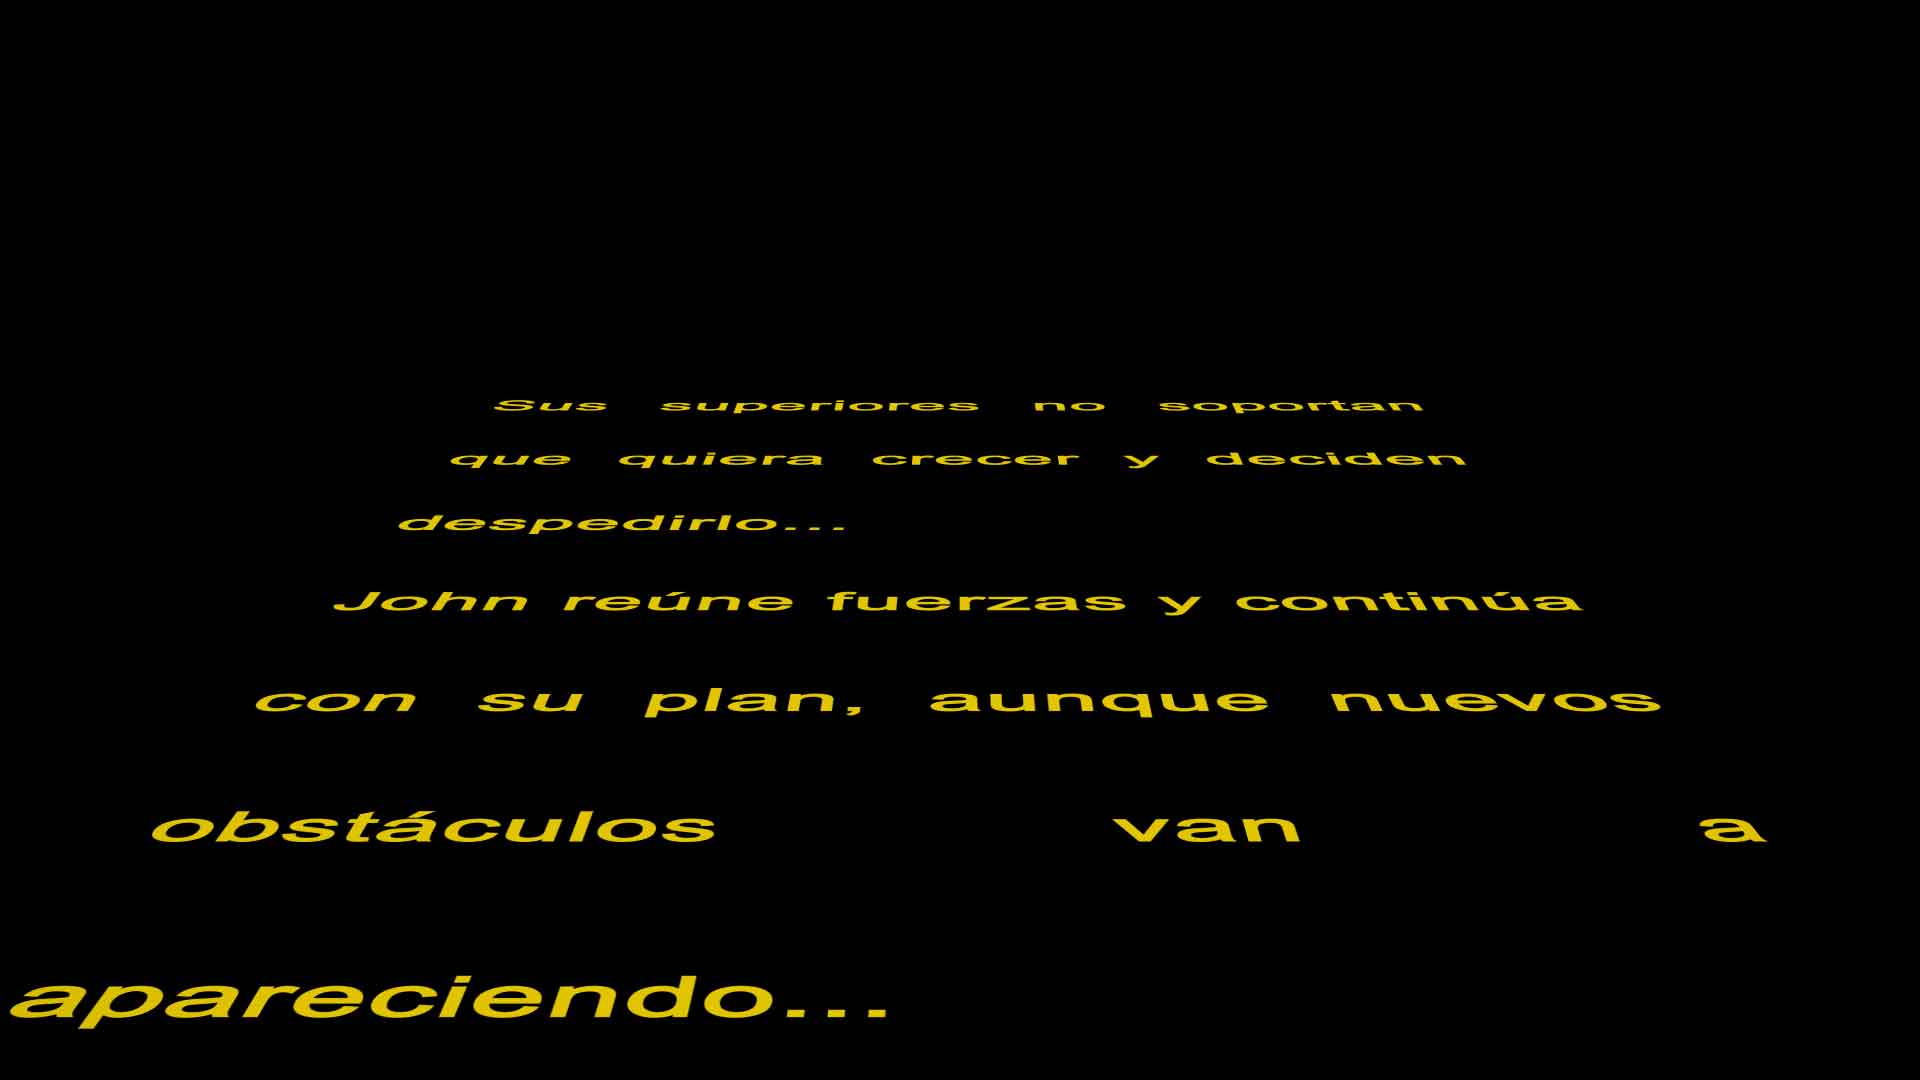 Sus superiores no soportan
que quiera crecer y deciden
despedirlo...
John reúne fuerzas y continúa
con su plan, aunque nuevos
obstáculos van a
apareciendo...